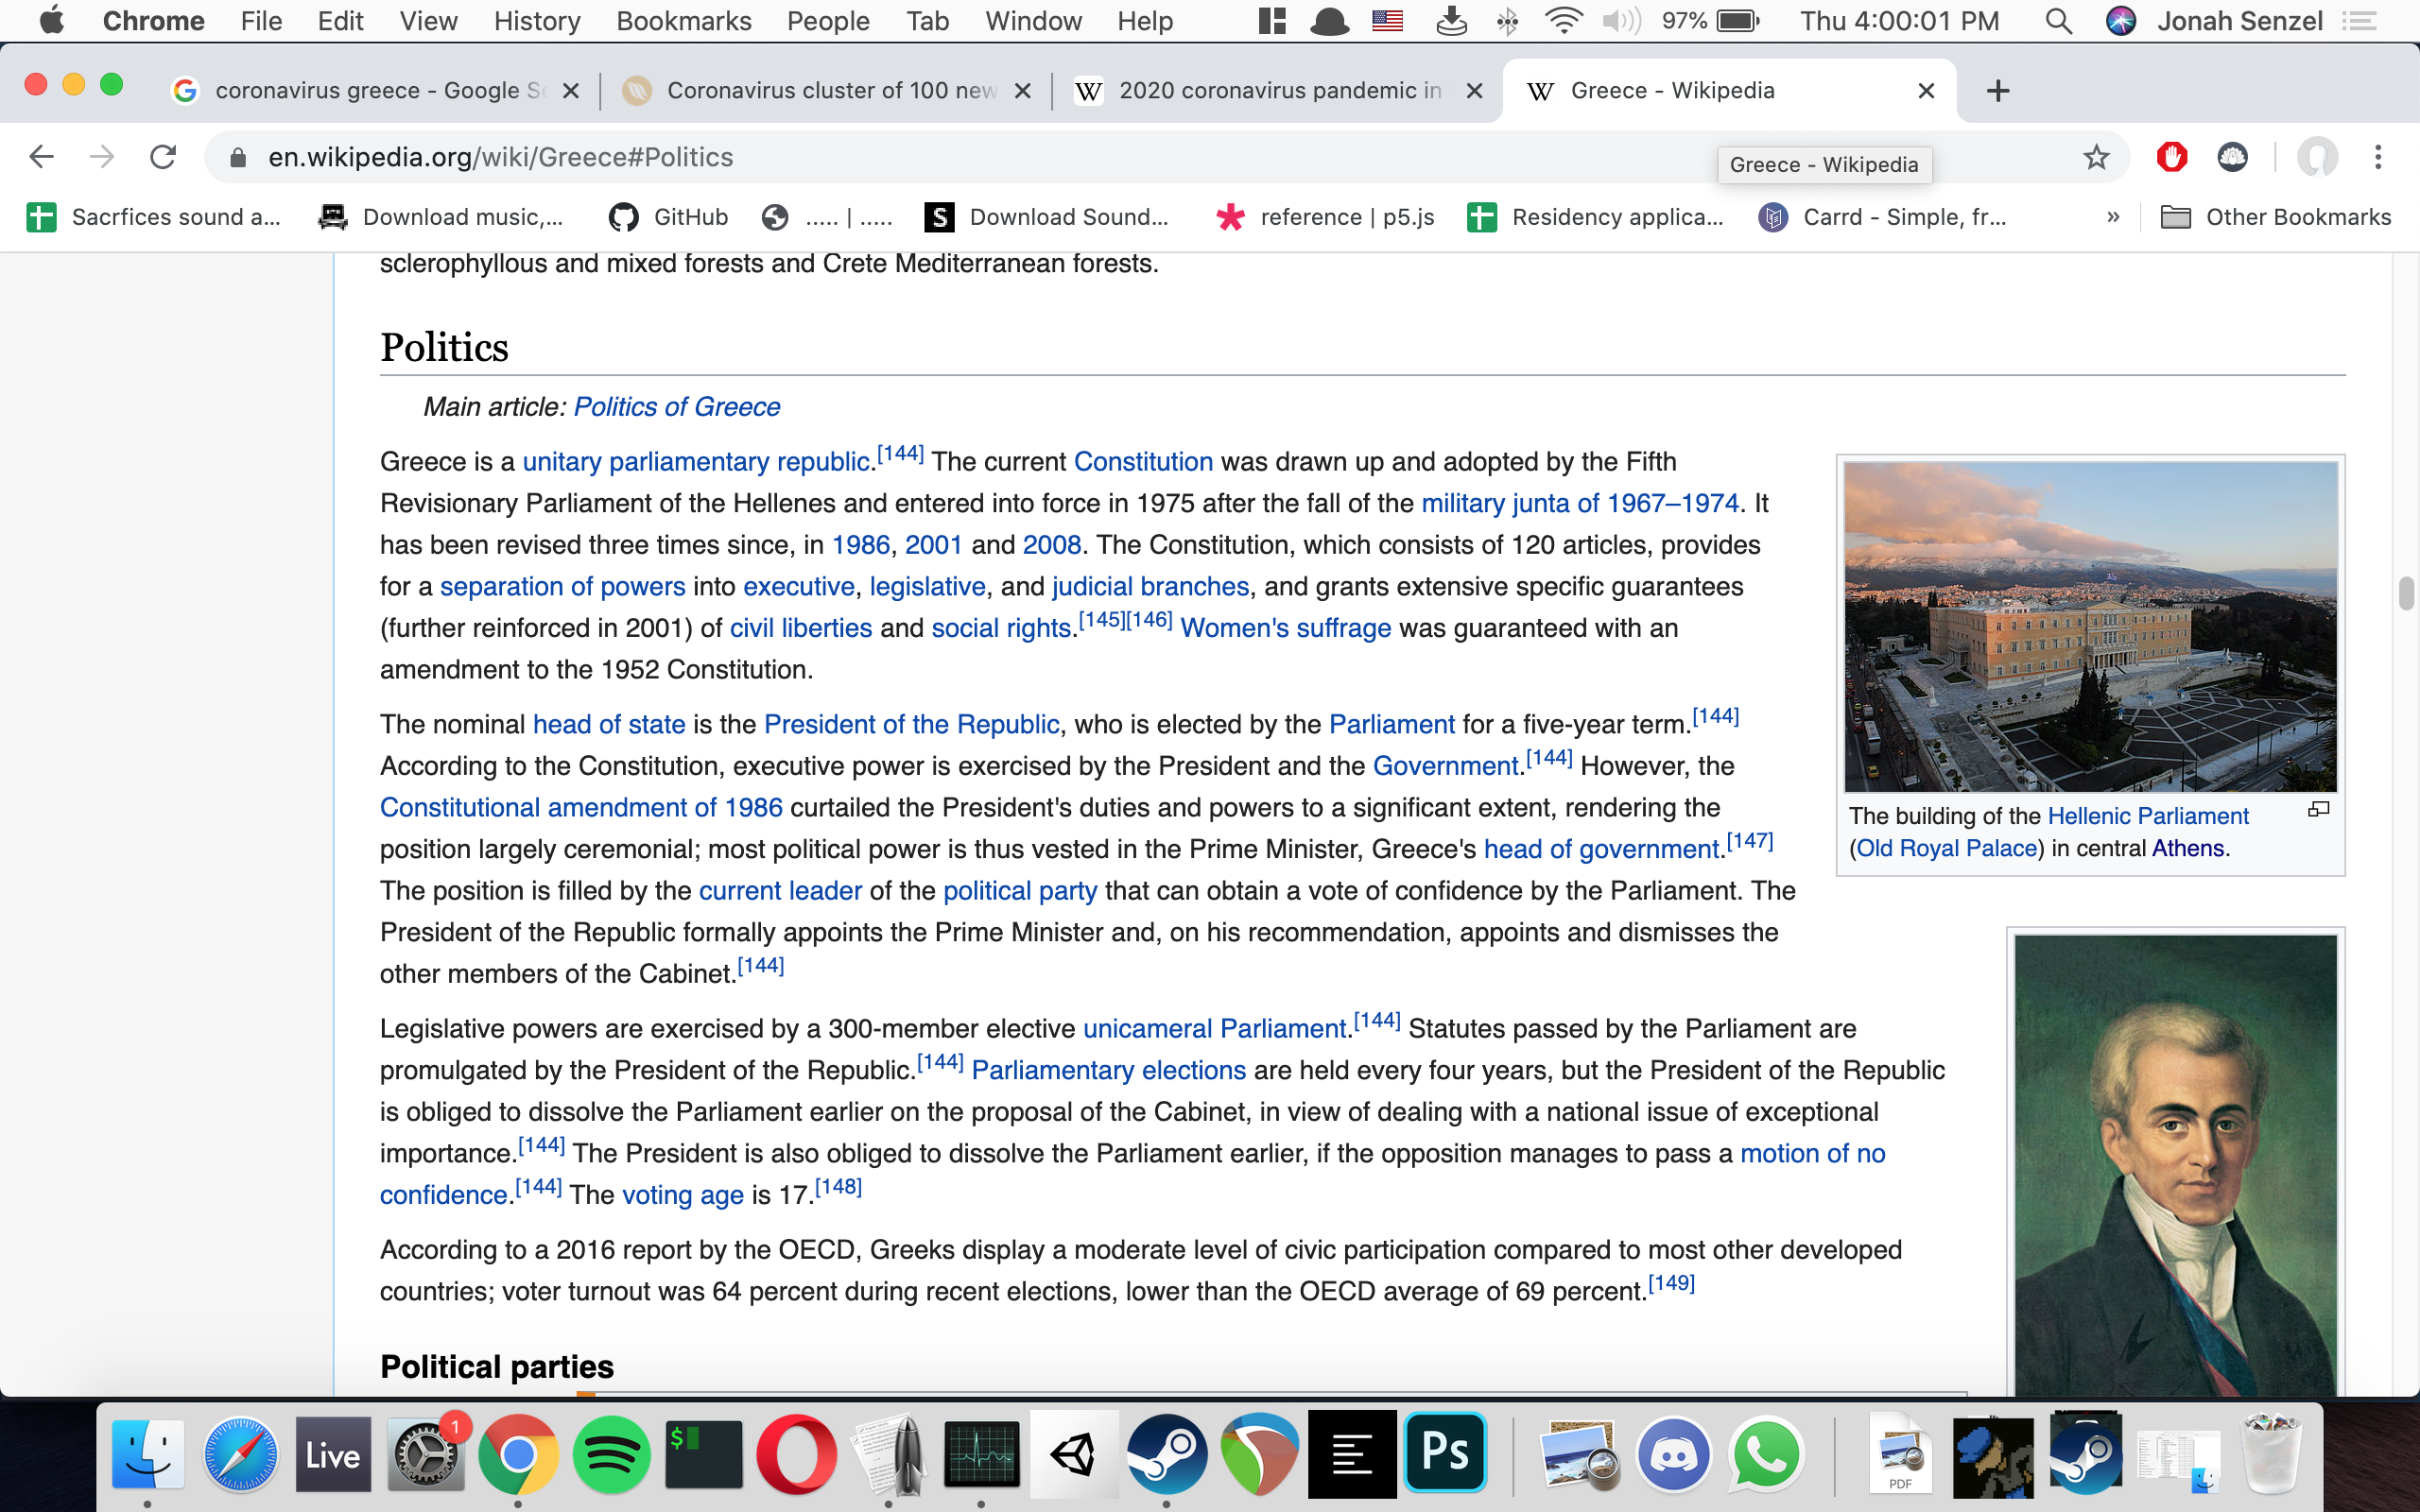 Chrome File Edit View History Bookmarks People Tab Window Help 97% Thu 4:00:01 PM Jonah Senzel
coronavirus greece - Google S Coronavirus cluster of 100 new 2020 coronavirus pandemic in Greece - Wikipedia
en.wikipedia.org/wiki/Greece#Politics
Greece - Wikipedia
Sacrfices sound a... Download music,... GitHub ..... | ..... Download Sound... reference | p5.js Residency applica... Carrd - Simple, fr... » Other Bookmarks
sclerophyllous and mixed forests and Crete Mediterranean forests.
Politics
Main article: Politics of Greece
Greece is a unitary parliamentary republic.[144] The current Constitution was drawn up and adopted by the Fifth
Revisionary Parliament of the Hellenes and entered into force in 1975 after the fall of the military junta of 1967–1974. It
has been revised three times since, in 1986, 2001 and 2008. The Constitution, which consists of 120 articles, provides
for a separation of powers into executive, legislative, and judicial branches, and grants extensive specific guarantees
(further reinforced in 2001) of civil liberties and social rights.[145][146] Women's suffrage was guaranteed with an
amendment to the 1952 Constitution.
The nominal head of state is the President of the Republic, who is elected by the Parliament for a five-year term.[144]
According to the Constitution, executive power is exercised by the President and the Government.[144] However, the
Constitutional amendment of 1986 curtailed the President's duties and powers to a significant extent, rendering the
position largely ceremonial; most political power is thus vested in the Prime Minister, Greece's head of government.[147]
The position is filled by the current leader of the political party that can obtain a vote of confidence by the Parliament. The
President of the Republic formally appoints the Prime Minister and, on his recommendation, appoints and dismisses the
other members of the Cabinet.[144]
The building of the Hellenic Parliament
(Old Royal Palace) in central Athens.
Legislative powers are exercised by a 300-member elective unicameral Parliament.[144] Statutes passed by the Parliament are
promulgated by the President of the Republic.[144] Parliamentary elections are held every four years, but the President of the Republic
is obliged to dissolve the Parliament earlier on the proposal of the Cabinet, in view of dealing with a national issue of exceptional
importance.[144] The President is also obliged to dissolve the Parliament earlier, if the opposition manages to pass a motion of no
confidence.[144] The voting age is 17.[148]
According to a 2016 report by the OECD, Greeks display a moderate level of civic participation compared to most other developed
countries; voter turnout was 64 percent during recent elections, lower than the OECD average of 69 percent.[149]
Political parties
Live 1 $ Ps PDF